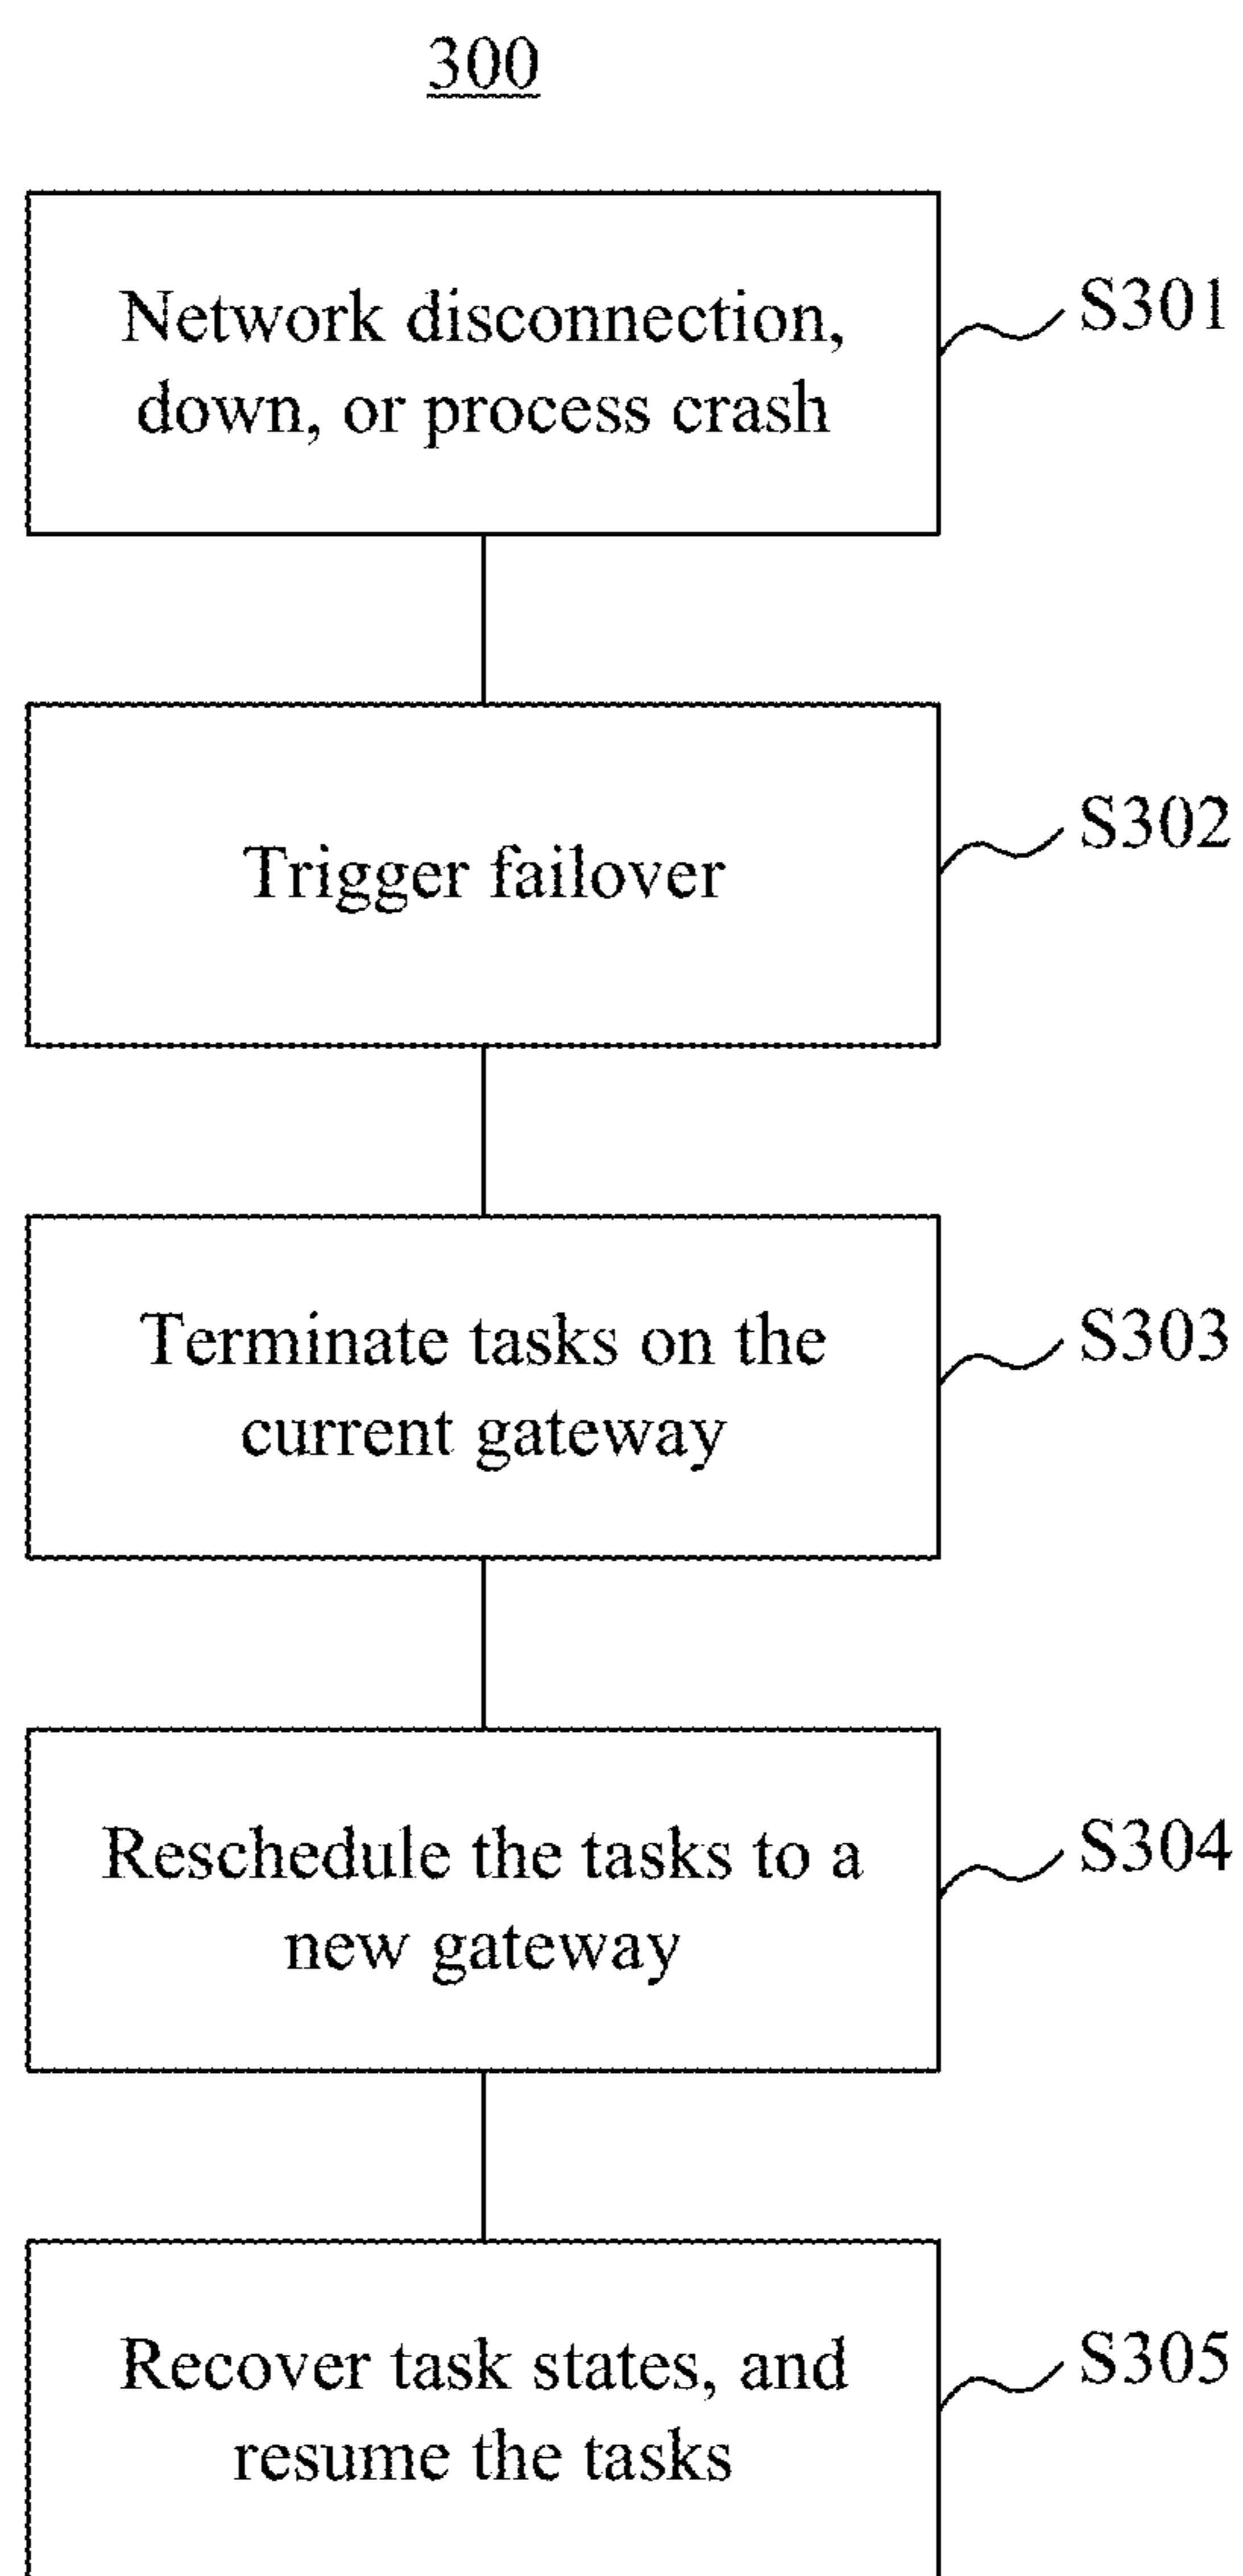 300
Network disconnection,
down, or process crash
S301
Trigger failover
S302
Terminate tasks on the
current gateway
S303
Reschedule the tasks to a
new gateway
S304
Recover task states, and
resume the tasks
S305